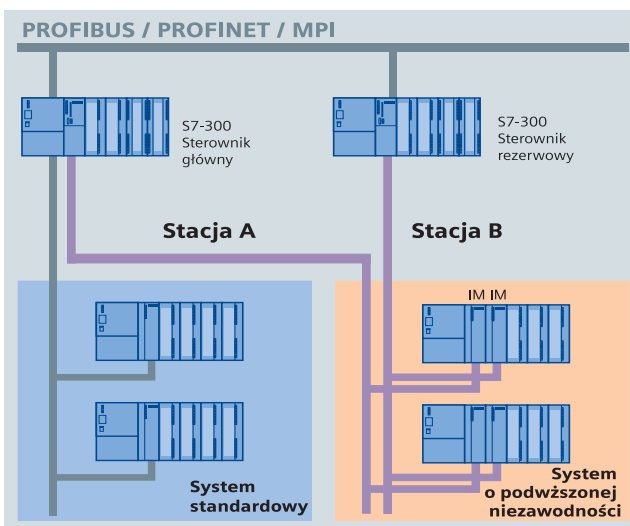 PROFIBUS / PROFINET / MPI
S7-300
Sterownik
główny
S7-300
Sterownik
rezerwowy
Stacja A
Stacja B
IM IM
System
standardowy
System
o podwższonej
niezawodności